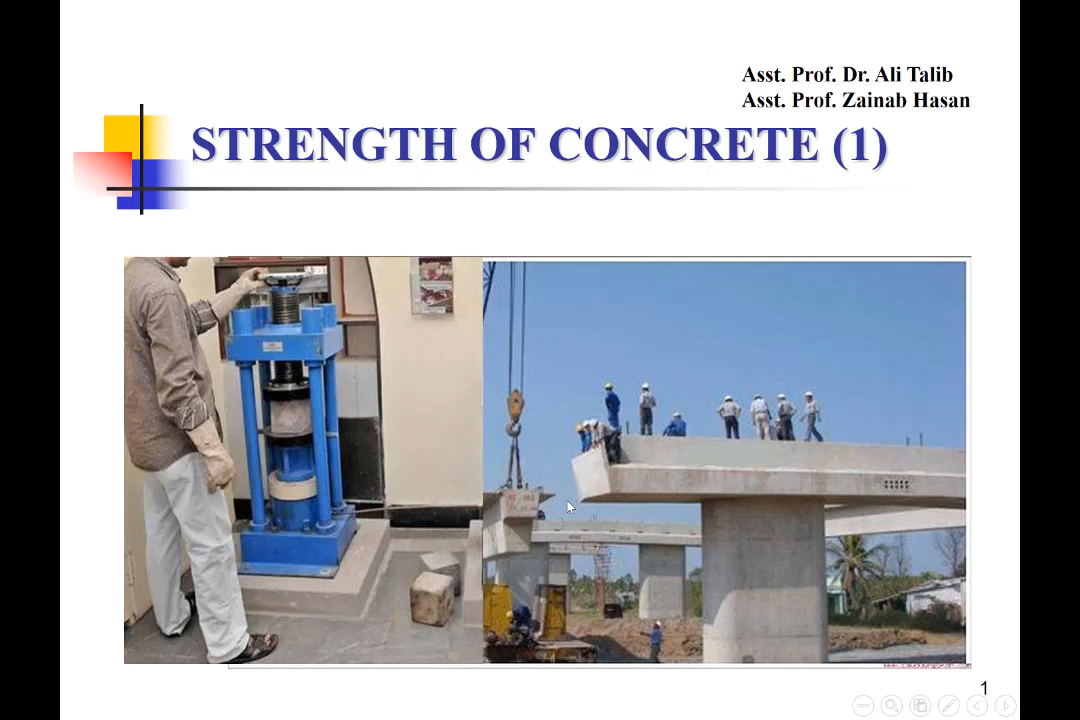 Asst. Prof. Dr. Ali Talib
Asst. Prof. Zainab Hasan
STRENGTH OF CONCRETE (1)
1